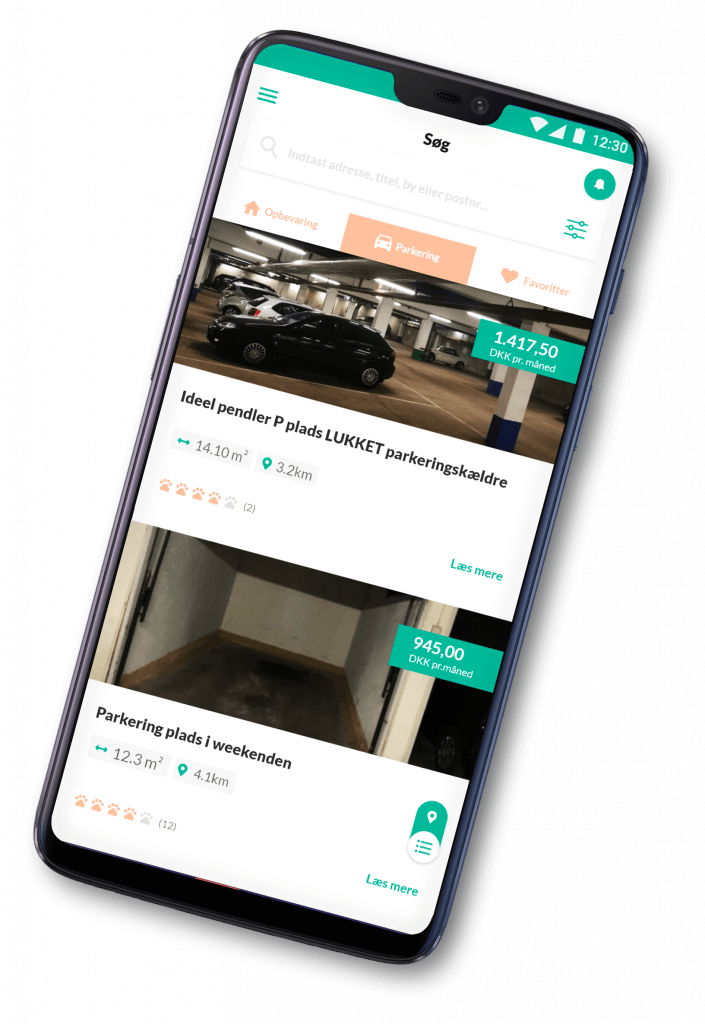 12:30
Søg
Indtast adresse, titel, by eller postnr...
Opbevaring
Parkering
Favoritter
1.417,50
DKK pr. måned
Ideel pendler P plads LUKKET parkeringskældre
14.10 m²
3.2km
(2)
Læs mere
945,00
DKK pr.måned
Parkering plads i weekenden
12.3 m²
4.1km
(12)
Læs mere